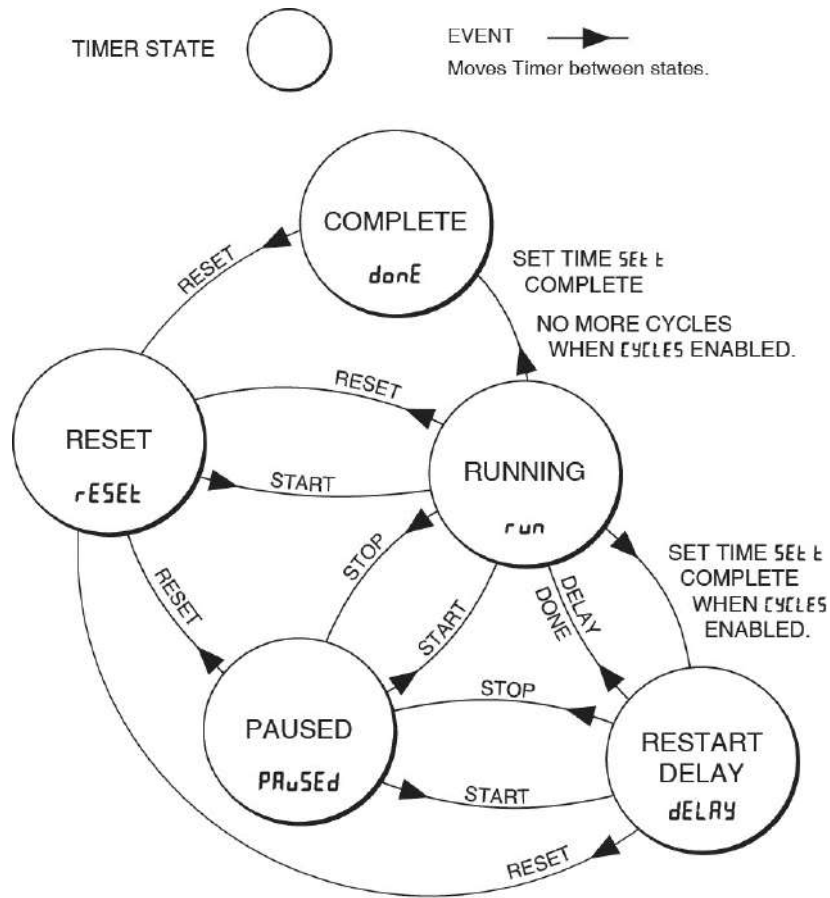 TIMER STATE
EVENT
Moves Timer between states.
COMPLETE
donE
RESET
SET TIME SEt t
COMPLETE
NO MORE CYCLES
WHEN CYCLES ENABLED.
RESET
RESET
rESEt
START
RUNNING
run
STOP
START
DELAY
DONE
SET TIME SEt t
COMPLETE
WHEN CYCLES
ENABLED.
RESET
PAUSED
PAuSEd
STOP
START
RESTART
DELAY
dELAY
RESET